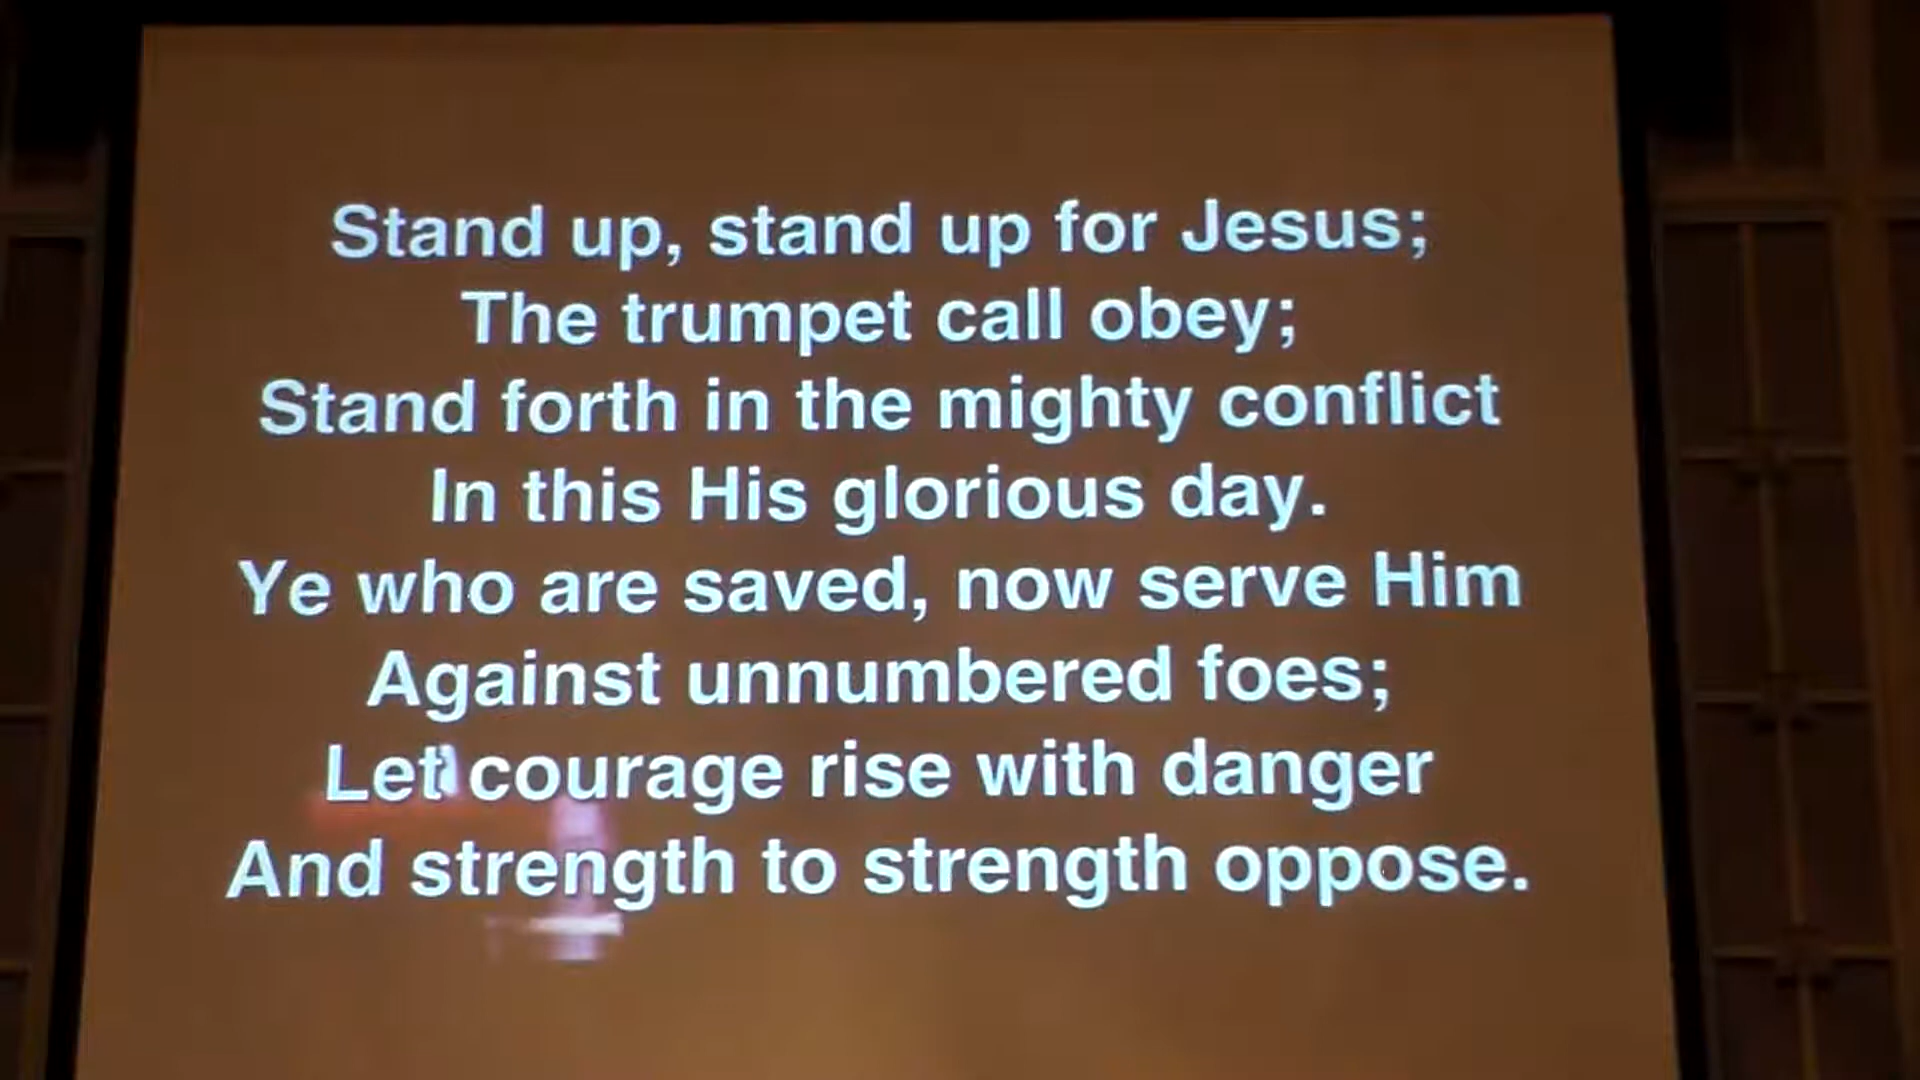 Stand up, stand up for Jesus;
The trumpet call obey;
Stand forth in the mighty conflict
In this His glorious day.
Ye who are saved, now serve Him
Against unnumbered foes;
Let courage rise with danger
And strength to strength oppose.